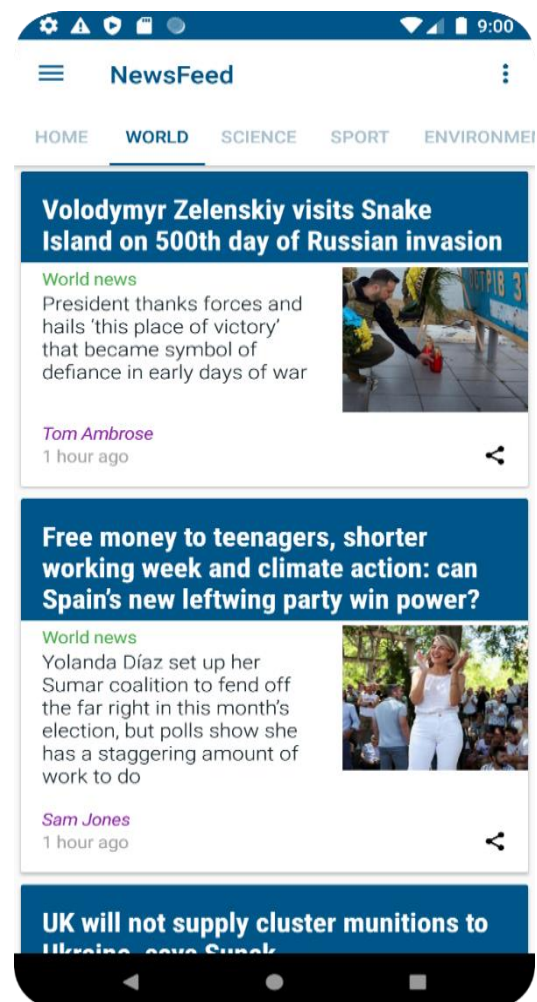 9:00
NewsFeed
HOME WORLD SCIENCE SPORT ENVIRONME
Volodymyr Zelenskiy visits Snake
Island on 500th day of Russian invasion
World news
President thanks forces and
hails ‘this place of victory’
that became symbol of
defiance in early days of war
Tom Ambrose
1 hour ago
Free money to teenagers, shorter
working week and climate action: can
Spain’s new leftwing party win power?
World news
Yolanda Díaz set up her
Sumar coalition to fend off
the far right in this month’s
election, but polls show she
has a staggering amount of
work to do
Sam Jones
1 hour ago
UK will not supply cluster munitions to
Ukraine, says Sunak